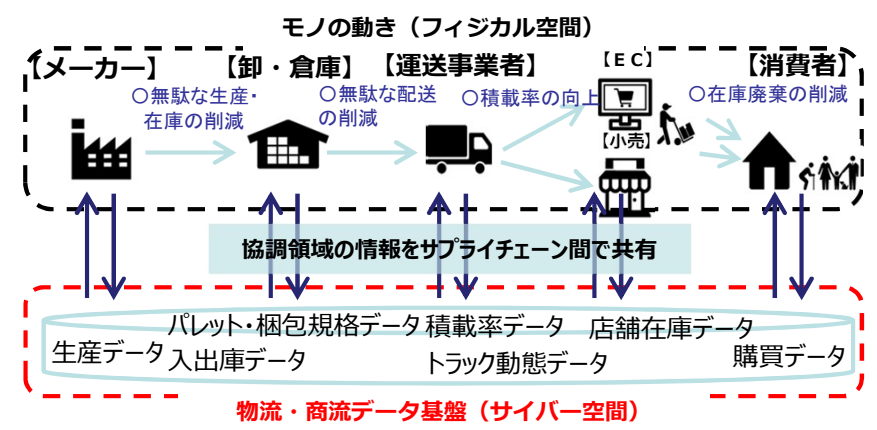 モノの動き（フィジカル空間）
【メーカー】
【卸・倉庫】
【運送事業者】
【ＥＣ】
【消費者】
〇無駄な生産・
在庫の削減
〇無駄な配送
の削減
〇積載率の向上
〇在庫廃棄の削減
【小売】
協調領域の情報をサプライチェーン間で共有
生産データ
パレット・梱包規格データ
入出庫データ
積載率データ
トラック動態データ
店舗在庫データ
購買データ
物流・商流データ基盤（サイバー空間）